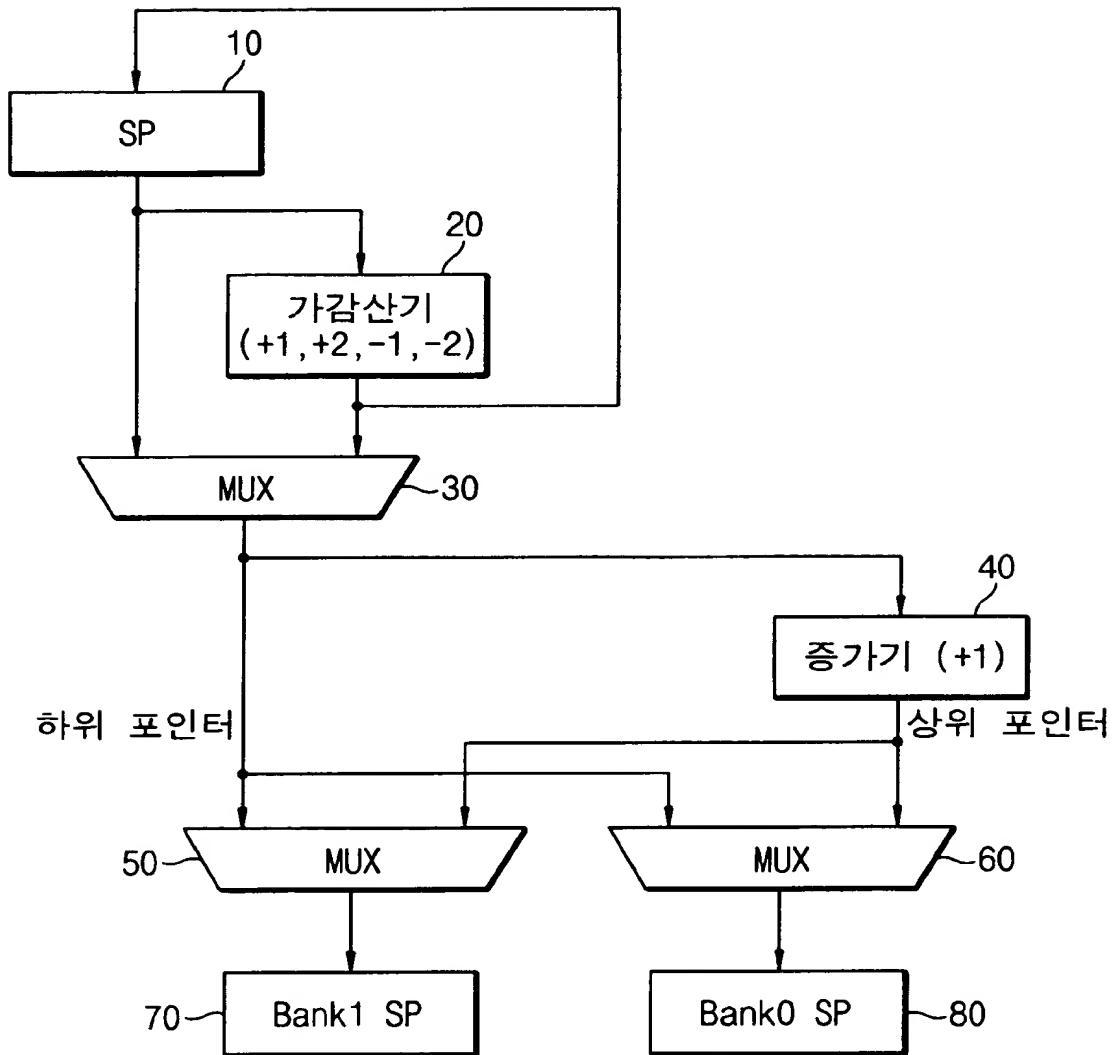 10
SP
20
가감산기
(+1,+2,-1,-2)
MUX
30
40
증가기 (+1)
하위 포인터
상위 포인터
50
MUX
MUX
60
70
Bank1 SP
Bank0 SP
80